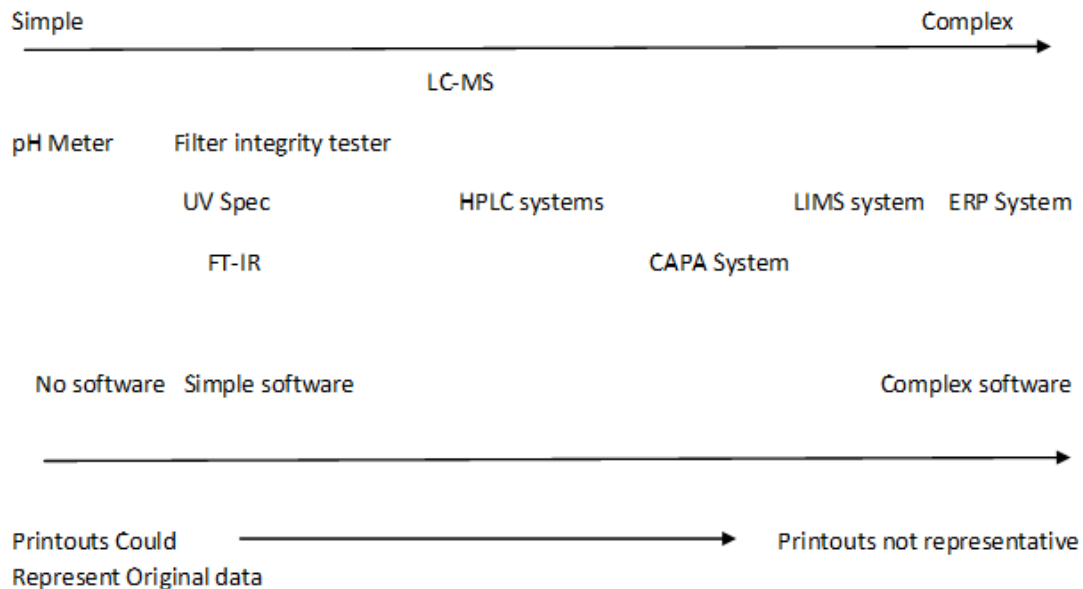 Simple Complex
LC-MS
pH Meter Filter integrity tester
UV Spec HPLC systems LIMS system ERP System
FT-IR CAPA System
No software Simple software Complex software
Printouts Could Printouts not representative
Represent Original data